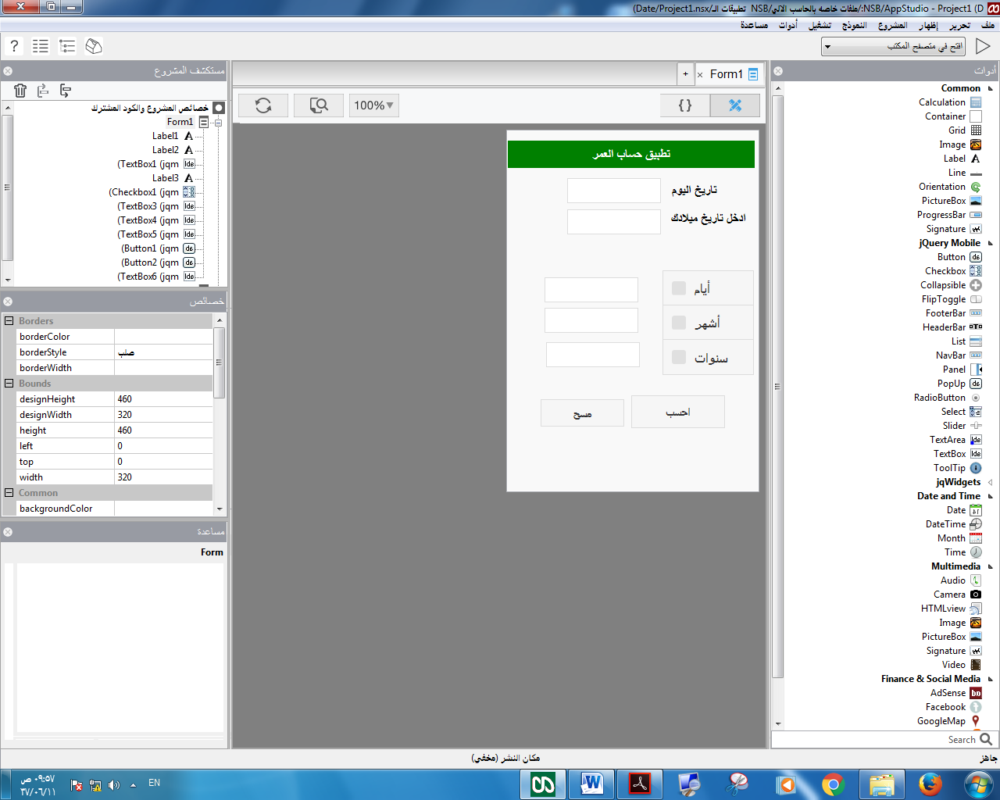 NSB/AppStudio - Project1 (D:/ملفات خاصه بالحاسب الآلي/NSB/تطبيقات الـ NSB/Date/Project1.nsx)
ملف تحرير إظهار المشروع النموذج تشغيل أدوات مساعدة
افتح في متصفح المكتب
?
أدوات
Common
Calculation
Container
Grid
Image
Label
Line
Orientation
PictureBox
ProgressBar
Signature
jQuery Mobile
Button
Checkbox
Collapsible
FlipToggle
FooterBar
HeaderBar
List
NavBar
Panel
PopUp
RadioButton
Select
Slider
TextArea
TextBox
ToolTip
jqWidgets
Date and Time
Date
DateTime
Month
Time
Multimedia
Audio
Camera
HTMLview
Image
PictureBox
Signature
Video
Finance & Social Media
AdSense
Facebook
GoogleMap
Search
Form1 ×
+
{ }
100%
تطبيق حساب العمر
تاريخ اليوم
ادخل تاريخ ميلادك
أيام
أشهر
سنوات
احسب
مسح
مستكشف المشروع
خصائص المشروع والكود المشترك
Form1
Label1
Label2
(TextBox1 (jqm
Label3
(Checkbox1 (jqm
(TextBox3 (jqm
(TextBox4 (jqm
(TextBox5 (jqm
(Button1 (jqm
(Button2 (jqm
(TextBox6 (jqm
خصائص
Borders
borderColor
borderStyle صلب
borderWidth
Bounds
designHeight 460
designWidth 320
height 460
left 0
top 0
width 320
Common
backgroundColor
مساعدة
Form
مكان النشر (مخفي)
جاهز
EN
٠٩:٥٧ ص
٣٧/٠٦/١١